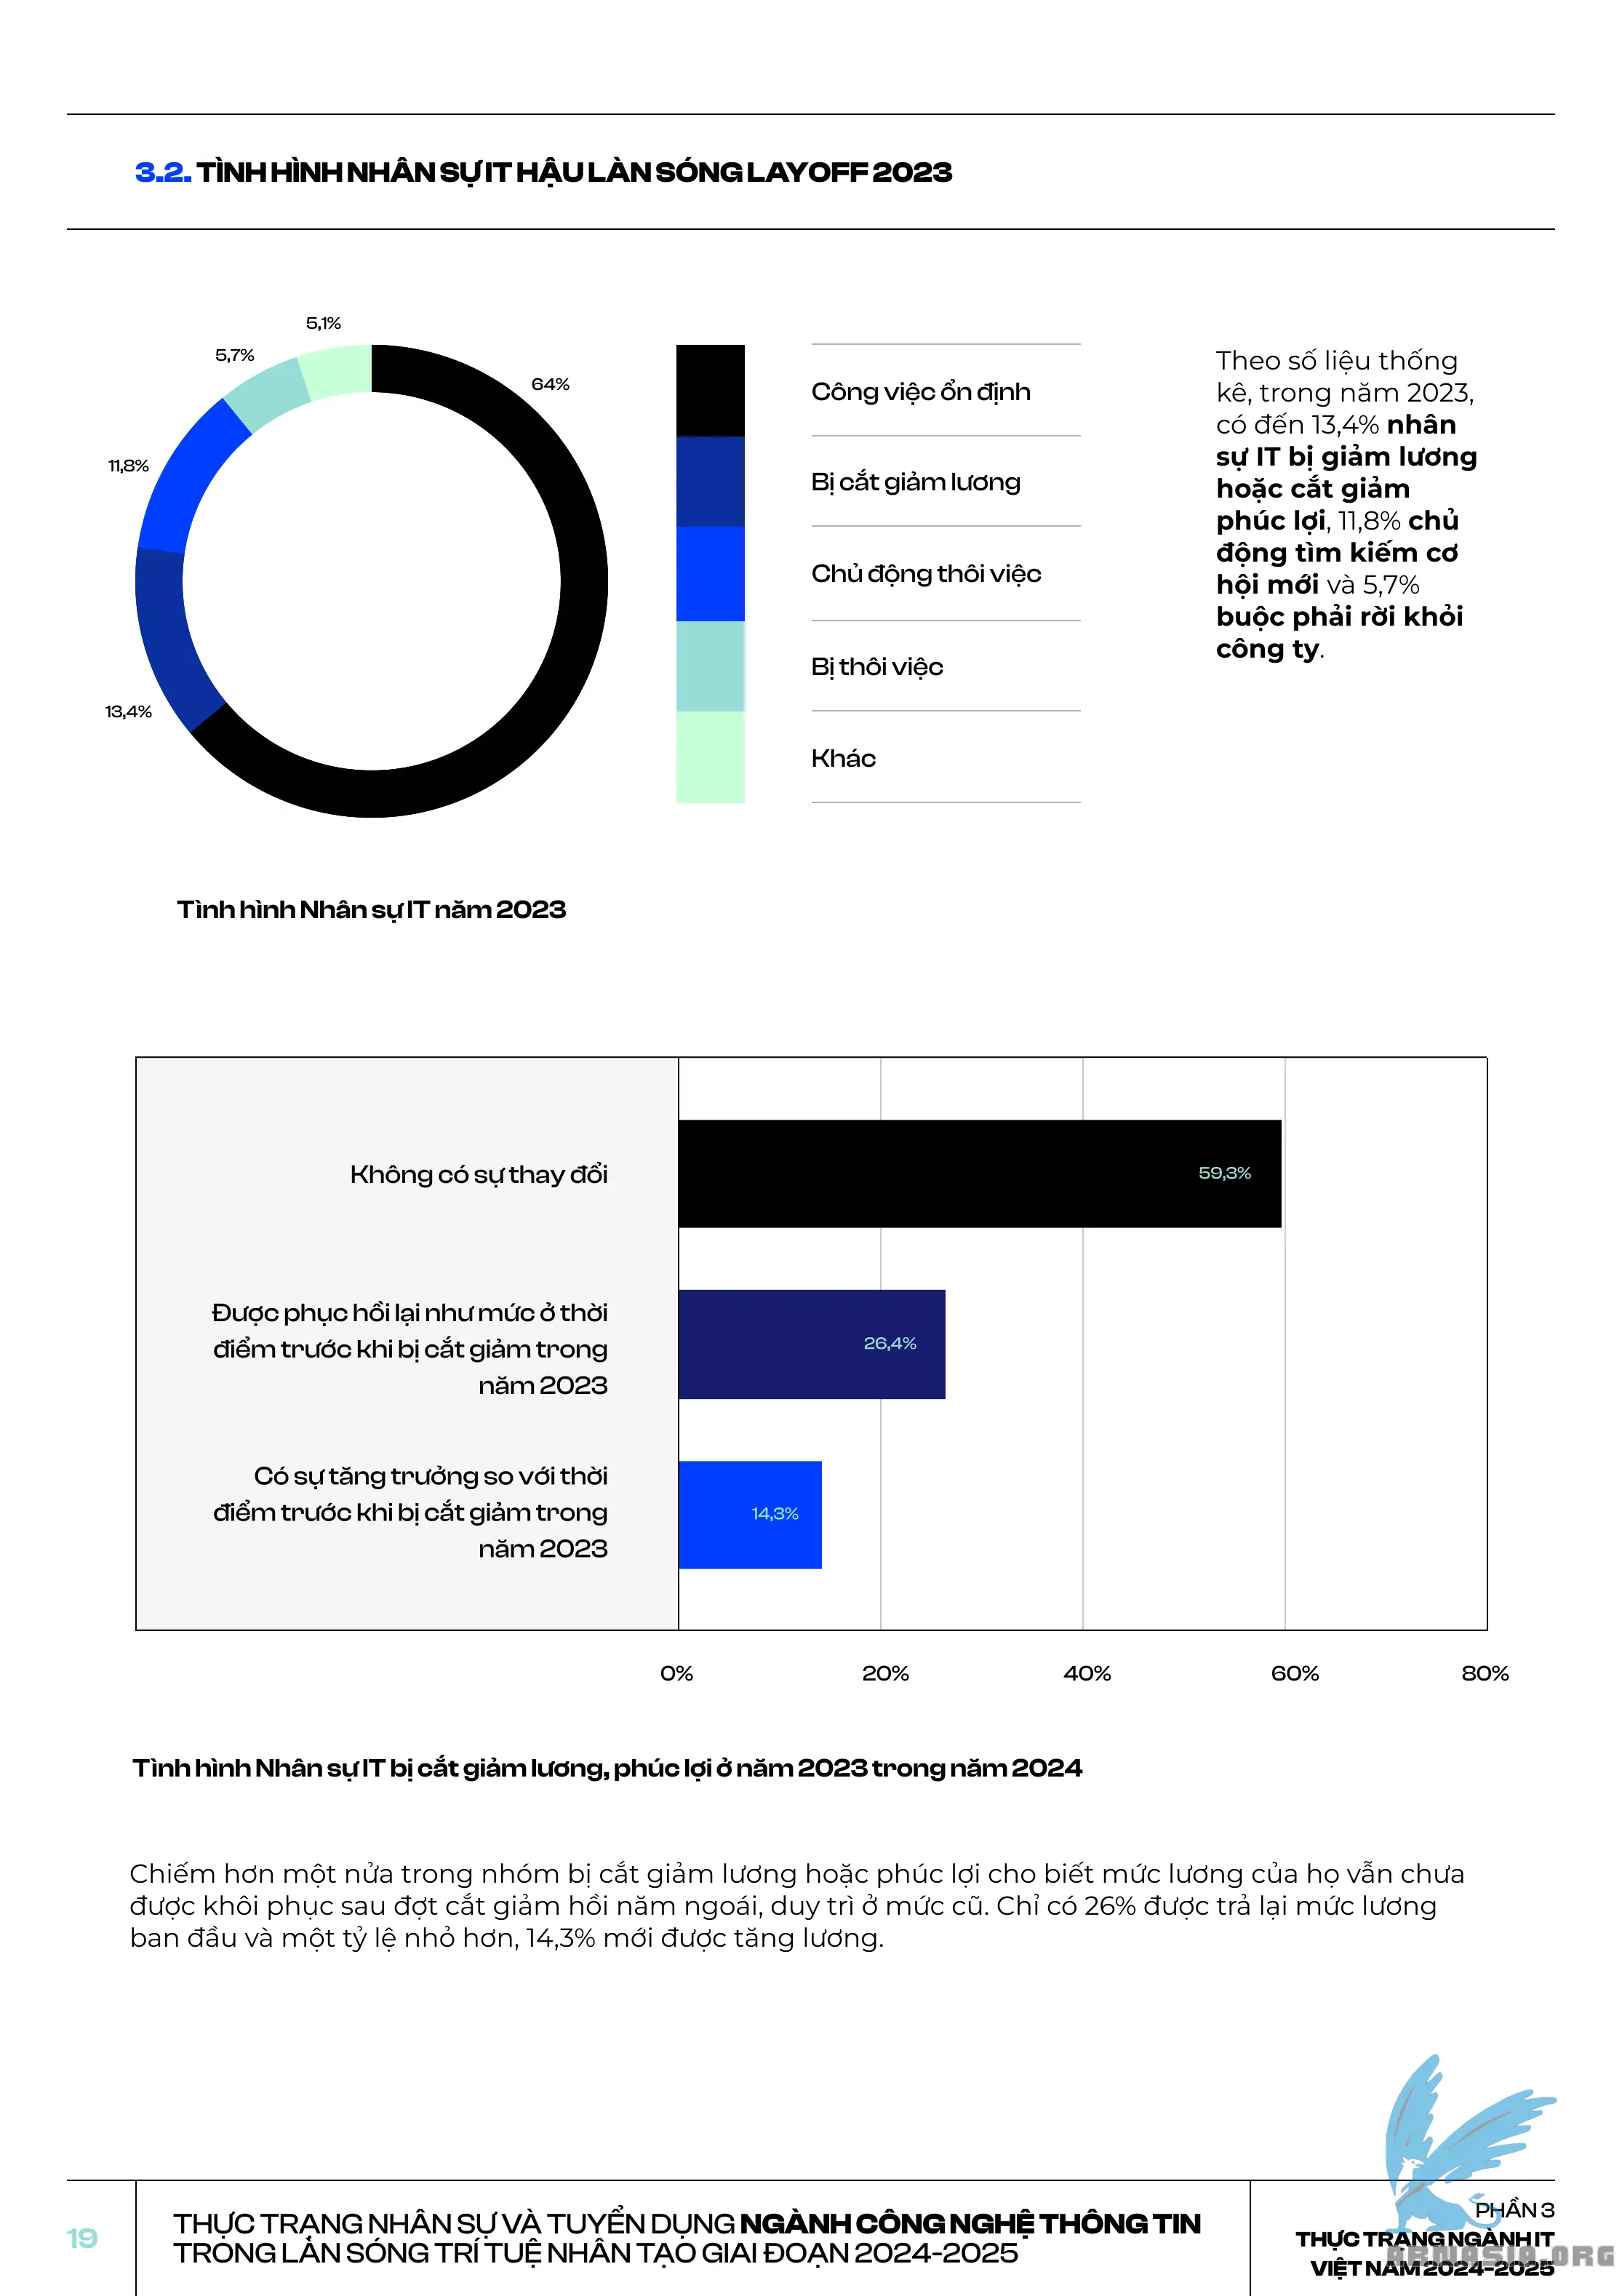 3.2. TÌNH HÌNH NHÂN SỰ IT HẬU LÀN SÓNG LAYOFF 2023
5,1%
5,7%
64%
11,8%
13,4%
Công việc ổn định
Bị cắt giảm lương
Chủ động thôi việc
Bị thôi việc
Khác
Theo số liệu thống
kê, trong năm 2023,
có đến 13,4% nhân
sự IT bị giảm lương
hoặc cắt giảm
phúc lợi, 11,8% chủ
động tìm kiếm cơ
hội mới và 5,7%
buộc phải rời khỏi
công ty.
Tình hình Nhân sự IT năm 2023
Không có sự thay đổi
59,3%
Được phục hồi lại như mức ở thời
điểm trước khi bị cắt giảm trong
năm 2023
26,4%
Có sự tăng trưởng so với thời
điểm trước khi bị cắt giảm trong
năm 2023
14,3%
0% 20% 40% 60% 80%
Tình hình Nhân sự IT bị cắt giảm lương, phúc lợi ở năm 2023 trong năm 2024
Chiếm hơn một nửa trong nhóm bị cắt giảm lương hoặc phúc lợi cho biết mức lương của họ vẫn chưa
được khôi phục sau đợt cắt giảm hồi năm ngoái, duy trì ở mức cũ. Chỉ có 26% được trả lại mức lương
ban đầu và một tỷ lệ nhỏ hơn, 14,3% mới được tăng lương.
19
THỰC TRẠNG NHÂN SỰ VÀ TUYỂN DỤNG NGÀNH CÔNG NGHỆ THÔNG TIN
TRONG LÀN SÓNG TRÍ TUỆ NHÂN TẠO GIAI ĐOẠN 2024-2025
PHẦN 3
THỰC TRẠNG NGÀNH IT
VIỆT NAM 2024-2025
ARMASIA.ORG